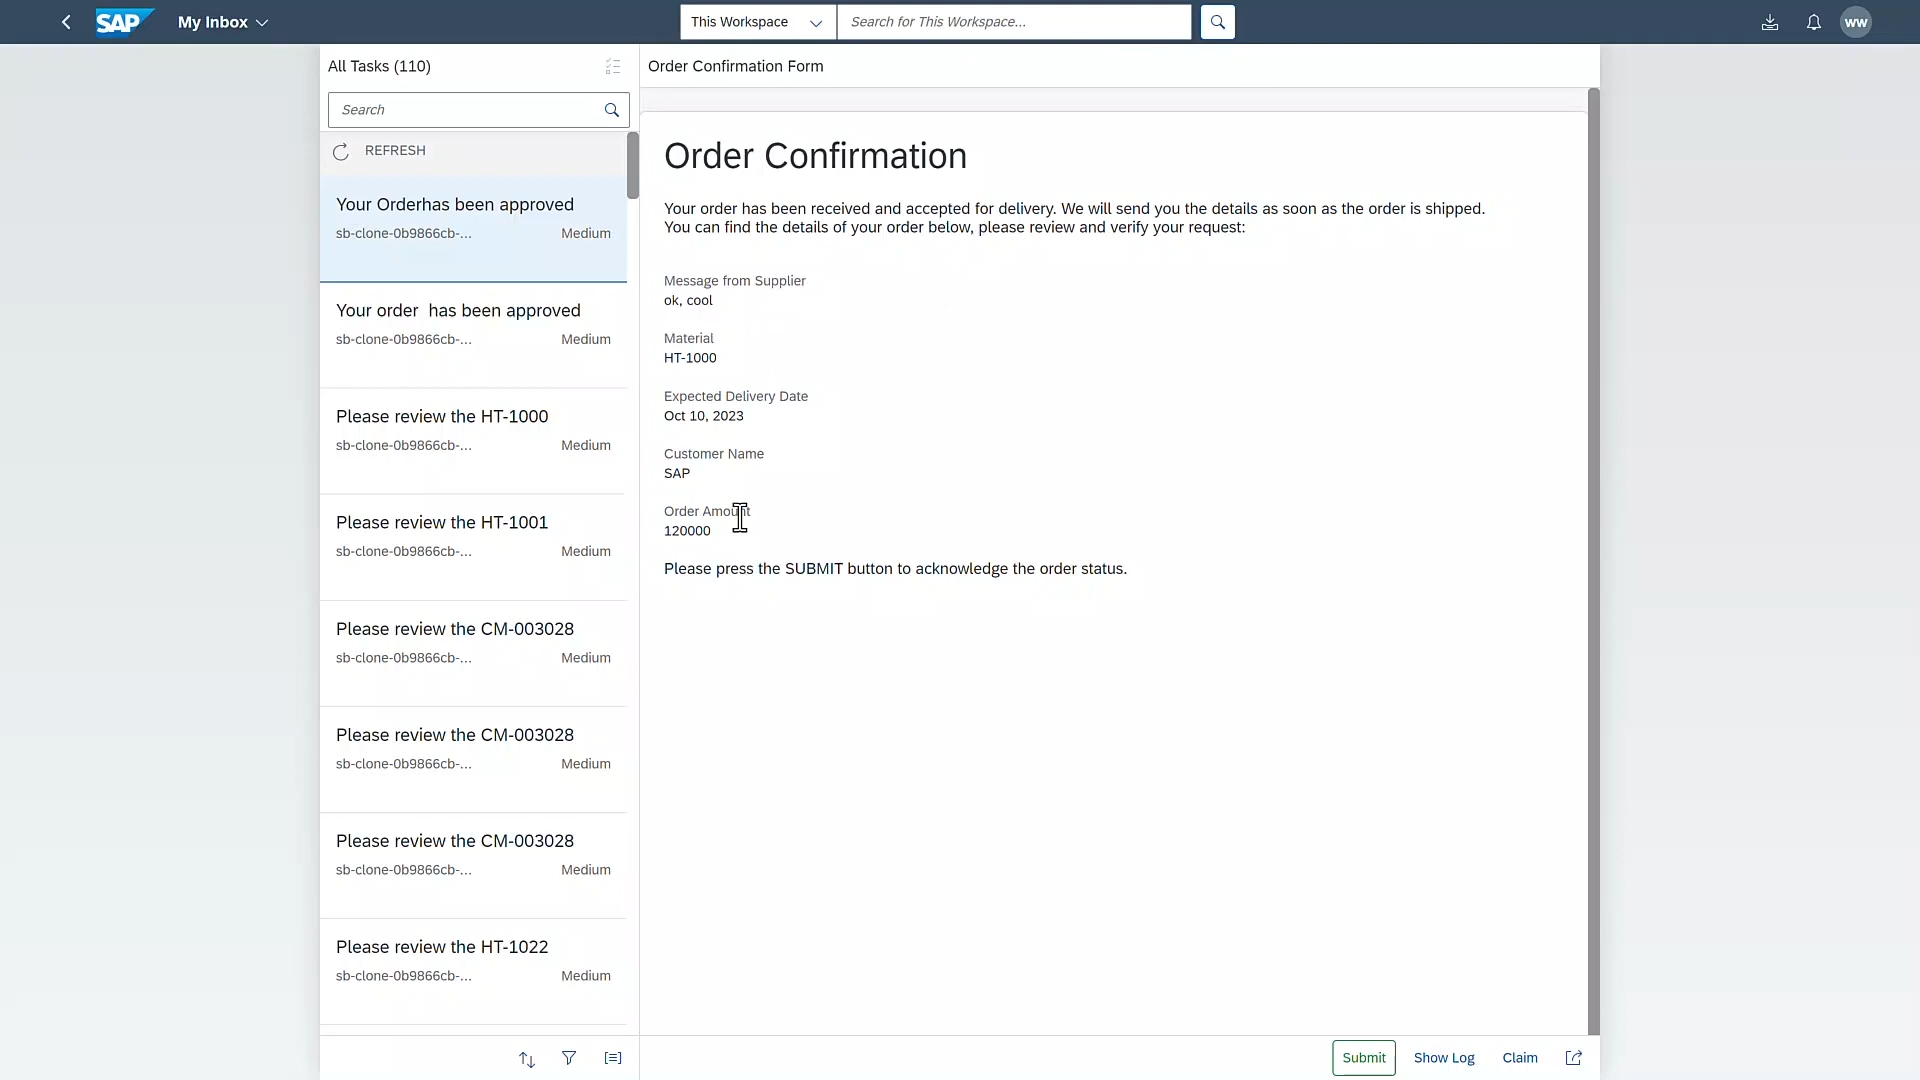 SAP
My Inbox
This Workspace
Search for This Workspace...
WW
All Tasks (110)
Search
REFRESH
Your Orderhas been approved
sb-clone-0b9866cb-...
Medium
Your order  has been approved
sb-clone-0b9866cb-...
Medium
Please review the HT-1000
sb-clone-0b9866cb-...
Medium
Please review the HT-1001
sb-clone-0b9866cb-...
Medium
Please review the CM-003028
sb-clone-0b9866cb-...
Medium
Please review the CM-003028
sb-clone-0b9866cb-...
Medium
Please review the CM-003028
sb-clone-0b9866cb-...
Medium
Please review the HT-1022
sb-clone-0b9866cb-...
Medium
Order Confirmation Form
Order Confirmation
Your order has been received and accepted for delivery. We will send you the details as soon as the order is shipped.
You can find the details of your order below, please review and verify your request:
Message from Supplier
ok, cool
Material
HT-1000
Expected Delivery Date
Oct 10, 2023
Customer Name
SAP
Order Amount
120000
Please press the SUBMIT button to acknowledge the order status.
Submit
Show Log
Claim